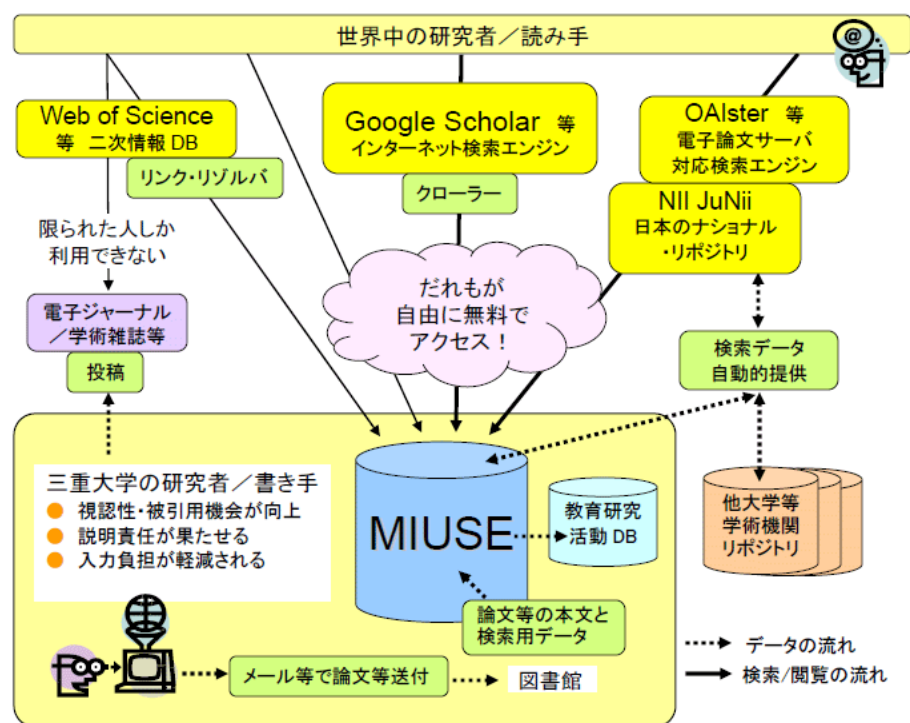 世界中の研究者／読み手
@
Web of Science
等 二次情報 DB
リンク・リゾルバ
Google Scholar 等
インターネット検索エンジン
クローラー
OAIster 等
電子論文サーバ
対応検索エンジン
NII JuNii
日本のナショナル
・リポジトリ
限られた人しか
利用できない
だれもが
自由に無料で
アクセス！
電子ジャーナル
／学術雑誌等
投稿
検索データ
自動的提供
三重大学の研究者／書き手
視認性・被引用機会が向上
説明責任が果たせる
入力負担が軽減される
MIUSE
教育研究
活動 DB
他大学等
学術機関
リポジトリ
論文等の本文と
検索用データ
メール等で論文等送付
図書館
データの流れ
検索/閲覧の流れ